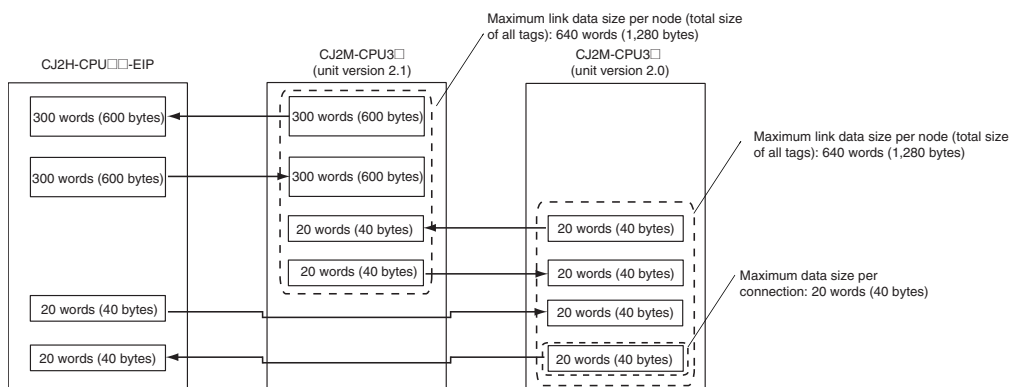 Maximum link data size per node (total size
of all tags): 640 words (1,280 bytes)
CJ2H-CPU□□-EIP
CJ2M-CPU3□
(unit version 2.1)
CJ2M-CPU3□
(unit version 2.0)
300 words (600 bytes)
300 words (600 bytes)
Maximum link data size per node (total size
of all tags): 640 words (1,280 bytes)
300 words (600 bytes)
300 words (600 bytes)
20 words (40 bytes)
20 words (40 bytes)
20 words (40 bytes)
20 words (40 bytes)
Maximum data size per
connection: 20 words (40 bytes)
20 words (40 bytes)
20 words (40 bytes)
20 words (40 bytes)
20 words (40 bytes)